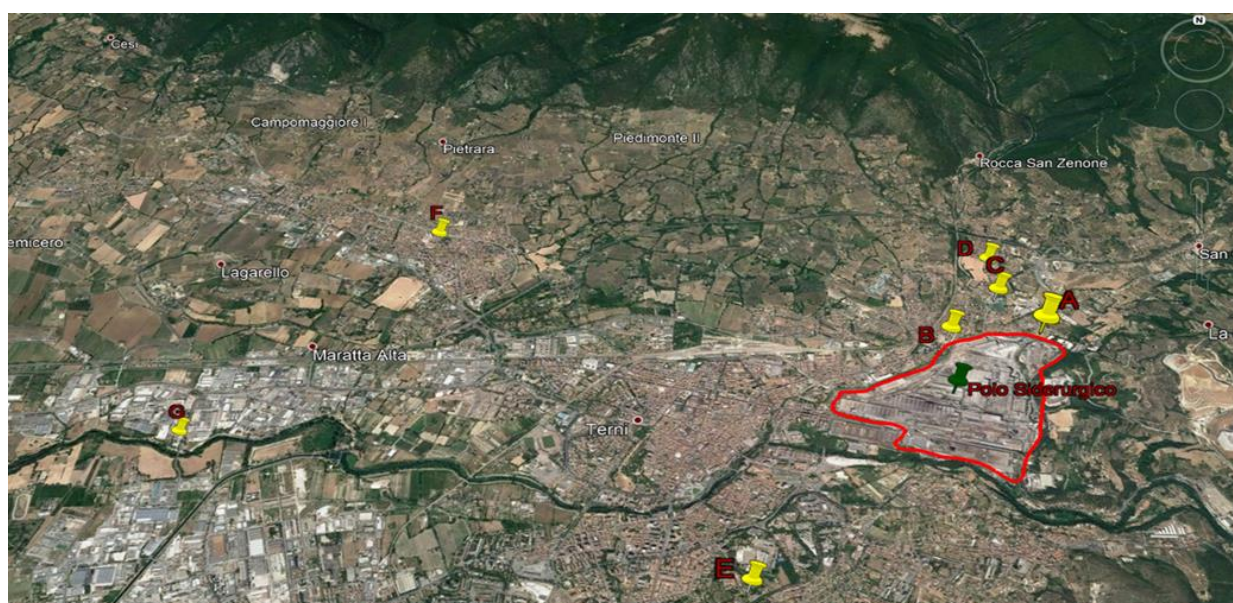 N
Cesi
Campomaggiore I
Pietrara
Piedimonte II
Rocca San Zenone
F
emicero
D
San
Lagarello
C
A
B
La
Maratta Alta
Polo Siderurgico
G
Terni
E